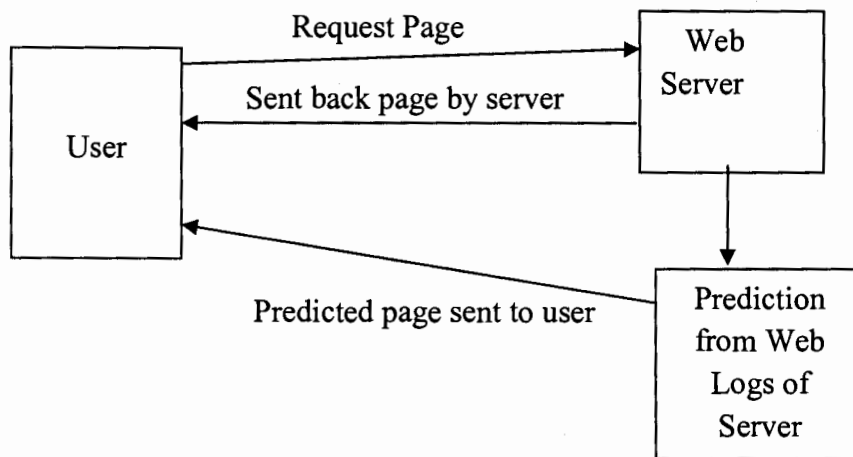 Request Page
Web
Server
Sent back page by server
User
Predicted page sent to user
Prediction
from Web
Logs of
Server